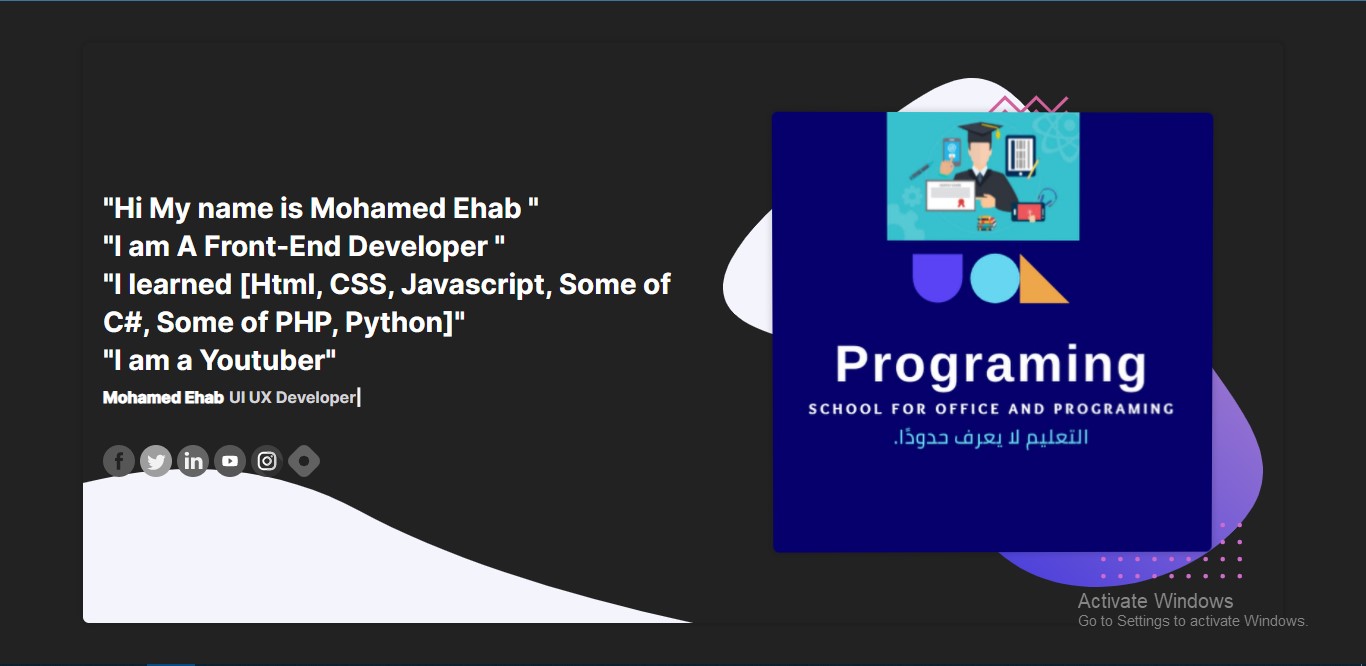 "Hi My name is Mohamed Ehab "
"I am A Front-End Developer "
"I learned [Html, CSS, Javascript, Some of
C#, Some of PHP, Python]"
"I am a Youtuber"
Mohamed Ehab UI UX Developer|
Programing
SCHOOL FOR OFFICE AND PROGRAMING
التعليم لا يعرف حدودًا.
Activate Windows
Go to Settings to activate Windows.